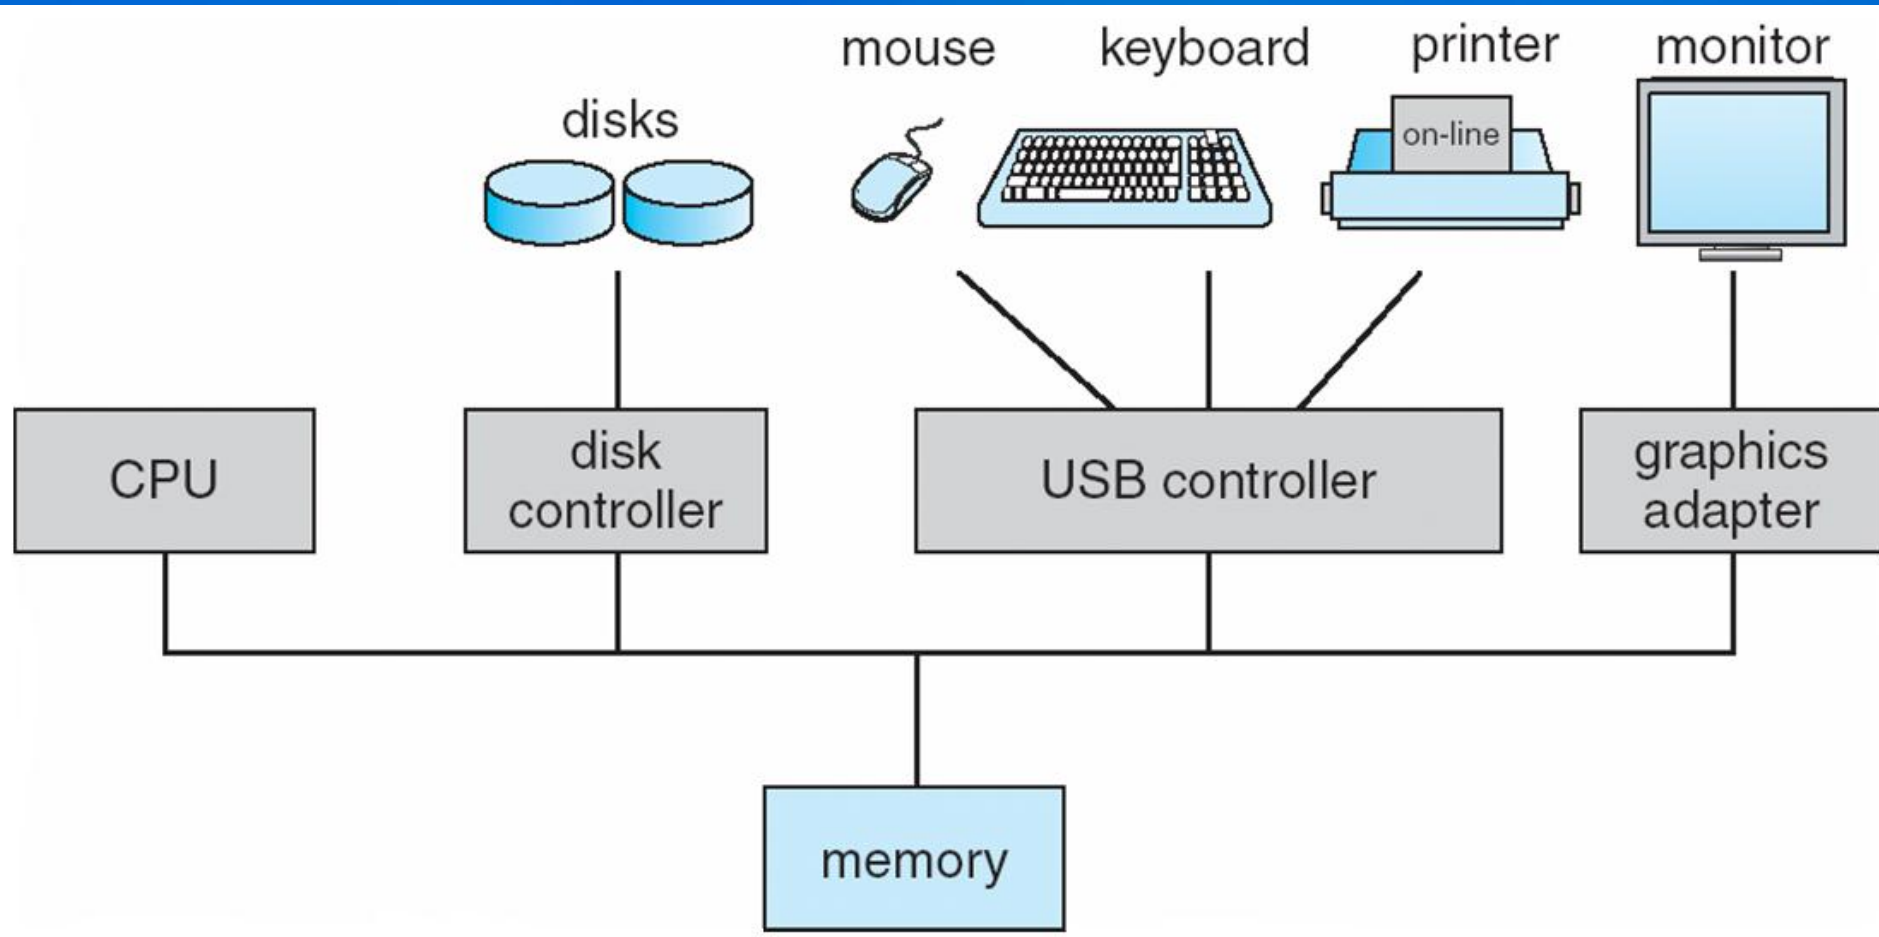 mouse
keyboard
printer
monitor
disks
on-line
CPU
disk
controller
USB controller
graphics
adapter
memory